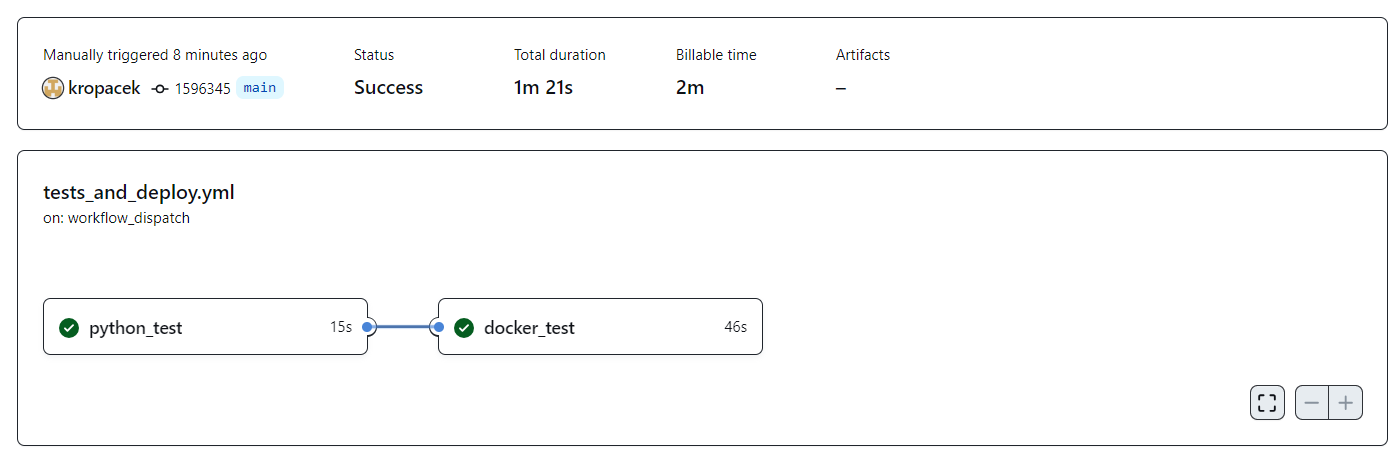 Manually triggered 8 minutes ago
kropacek 1596345 main
Status
Success
Total duration
1m 21s
Billable time
2m
Artifacts
–
tests_and_deploy.yml
on: workflow_dispatch
python_test 15s
docker_test 46s